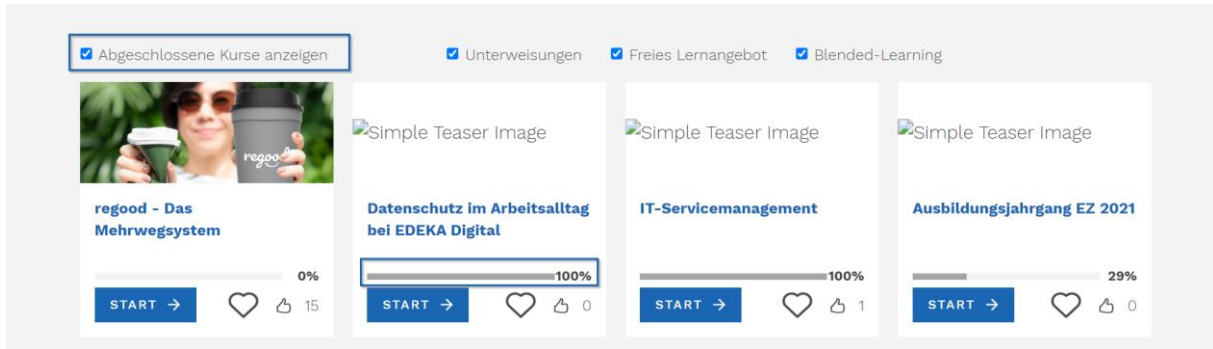 Abgeschlossene Kurse anzeigen
Unterweisungen
Freies Lernangebot
Blended-Learning
regood
Simple Teaser Image
Simple Teaser Image
Simple Teaser Image
regood - Das
Mehrwegsystem
Datenschutz im Arbeitsalltag
bei EDEKA Digital
IT-Servicemanagement
Ausbildungsjahrgang EZ 2021
0%
100%
100%
29%
START →
15
START →
0
START →
1
START →
0